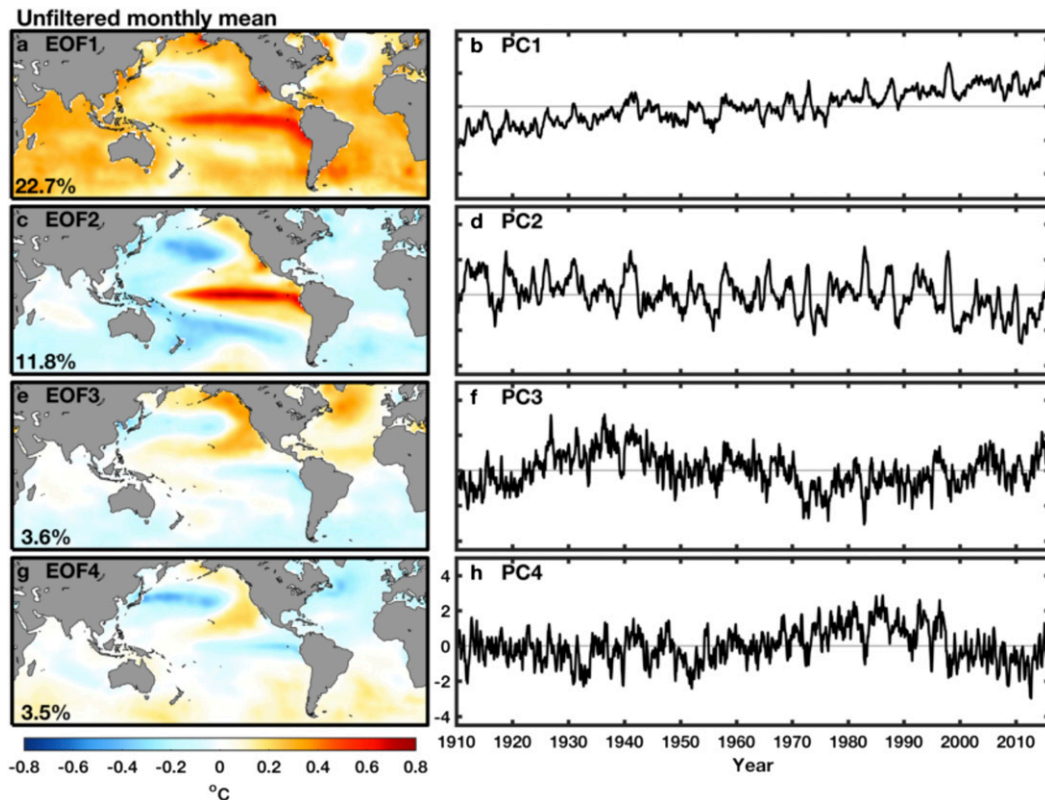 Unfiltered monthly mean
a EOF1
22.7%
b PC1
c EOF2
11.8%
d PC2
e EOF3
3.6%
f PC3
g EOF4
3.5%
h PC4
4
2
0
-2
-4
1910 1920 1930 1940 1950 1960 1970 1980 1990 2000 2010
Year
-0.8 -0.6 -0.4 -0.2 0 0.2 0.4 0.6 0.8
°C